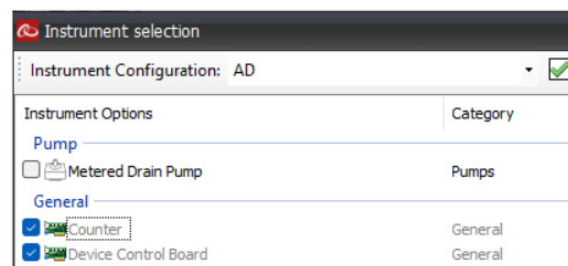 Instrument selection
Instrument Configuration: AD
Instrument Options Category
Pump
Metered Drain Pump Pumps
General
Counter General
Device Control Board General